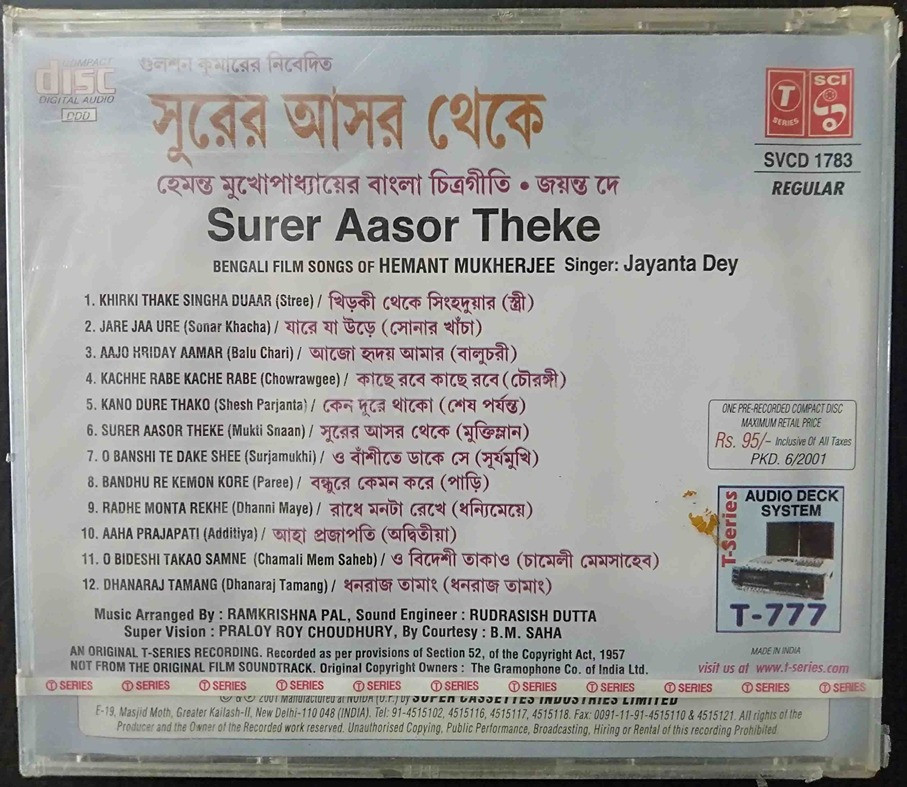 COMPACT
disc
DIGITAL AUDIO
DDD
গুলশন কুমারের নিবেদিত
সুরের আসর থেকে
হেমন্ত মুখোপাধ্যায়ের বাংলা চিত্রগীতি • জয়ন্ত দে
Surer Aasor Theke
BENGALI FILM SONGS OF HEMANT MUKHERJEE Singer: Jayanta Dey
T SERIES
SCI
SVCD 1783
REGULAR
1. KHIRKI THAKE SINGHA DUAAR (Stree) / খিড়কী থেকে সিংহদুয়ার (স্ত্রী)
2. JARE JAA URE (Sonar Khacha) / যারে যা উড়ে (সোনার খাঁচা)
3. AAJO HRIDAY AAMAR (Balu Chari) / আজো হৃদয় আমার (বালুচরী)
4. KACHHE RABE KACHE RABE (Chowrawgee) / কাছে রবে কাছে রবে (চৌরঙ্গী)
5. KANO DURE THAKO (Shesh Parjanta) / কেন দূরে থাকো (শেষ পর্যন্ত)
6. SURER AASOR THEKE (Mukti Snaan) / সুরের আসর থেকে (মুক্তিস্নান)
7. O BANSHI TE DAKE SHEE (Surjamukhi) / ও বাঁশীতে ডাকে সে (সূর্যমুখি)
8. BANDHU RE KEMON KORE (Paree) / বন্ধুরে কেমন করে (পাড়ি)
9. RADHE MONTA REKHE (Dhanni Maye) / রাধে মনটা রেখে (ধন্যিমেয়ে)
10. AAHA PRAJAPATI (Additiya) / আহা প্রজাপতি (অদ্বিতীয়া)
11. O BIDESHI TAKAO SAMNE (Chamali Mem Saheb) / ও বিদেশী তাকাও (চামেলী মেমসাহেব)
12. DHANARAJ TAMANG (Dhanaraj Tamang) / ধনরাজ তামাং (ধনরাজ তামাং)
ONE PRE-RECORDED COMPACT DISC
MAXIMUM RETAIL PRICE
Rs. 95/- Inclusive Of All Taxes
PKD. 6/2001
T-Series
AUDIO DECK
SYSTEM
T-777
Music Arranged By : RAMKRISHNA PAL, Sound Engineer : RUDRASISH DUTTA
Super Vision : PRALOY ROY CHOUDHURY, By Courtesy : B.M. SAHA
AN ORIGINAL T-SERIES RECORDING. Recorded as per provisions of Section 52, of the Copyright Act, 1957
NOT FROM THE ORIGINAL FILM SOUNDTRACK. Original Copyright Owners : The Gramophone Co. of India Ltd.
MADE IN INDIA
visit us at www.t-series.com
T SERIES T SERIES T SERIES T SERIES T SERIES T SERIES T SERIES T SERIES T SERIES T SERIES T SERIES
℗ & © 2001 Manufactured at NOIDA (U.P.) by SUPER CASSETTES INDUSTRIES LIMITED
E-19, Masjid Moth, Greater Kailash-II, New Delhi-110 048 (INDIA). Tel: 91-4515102, 4515116, 4515117, 4515118. Fax: 0091-11-91-4515110 & 4515121. All rights of the
Producer and the Owner of the Recorded work reserved. Unauthorised Copying, Public Performance, Broadcasting, Hiring or Rental of this recording Prohibited